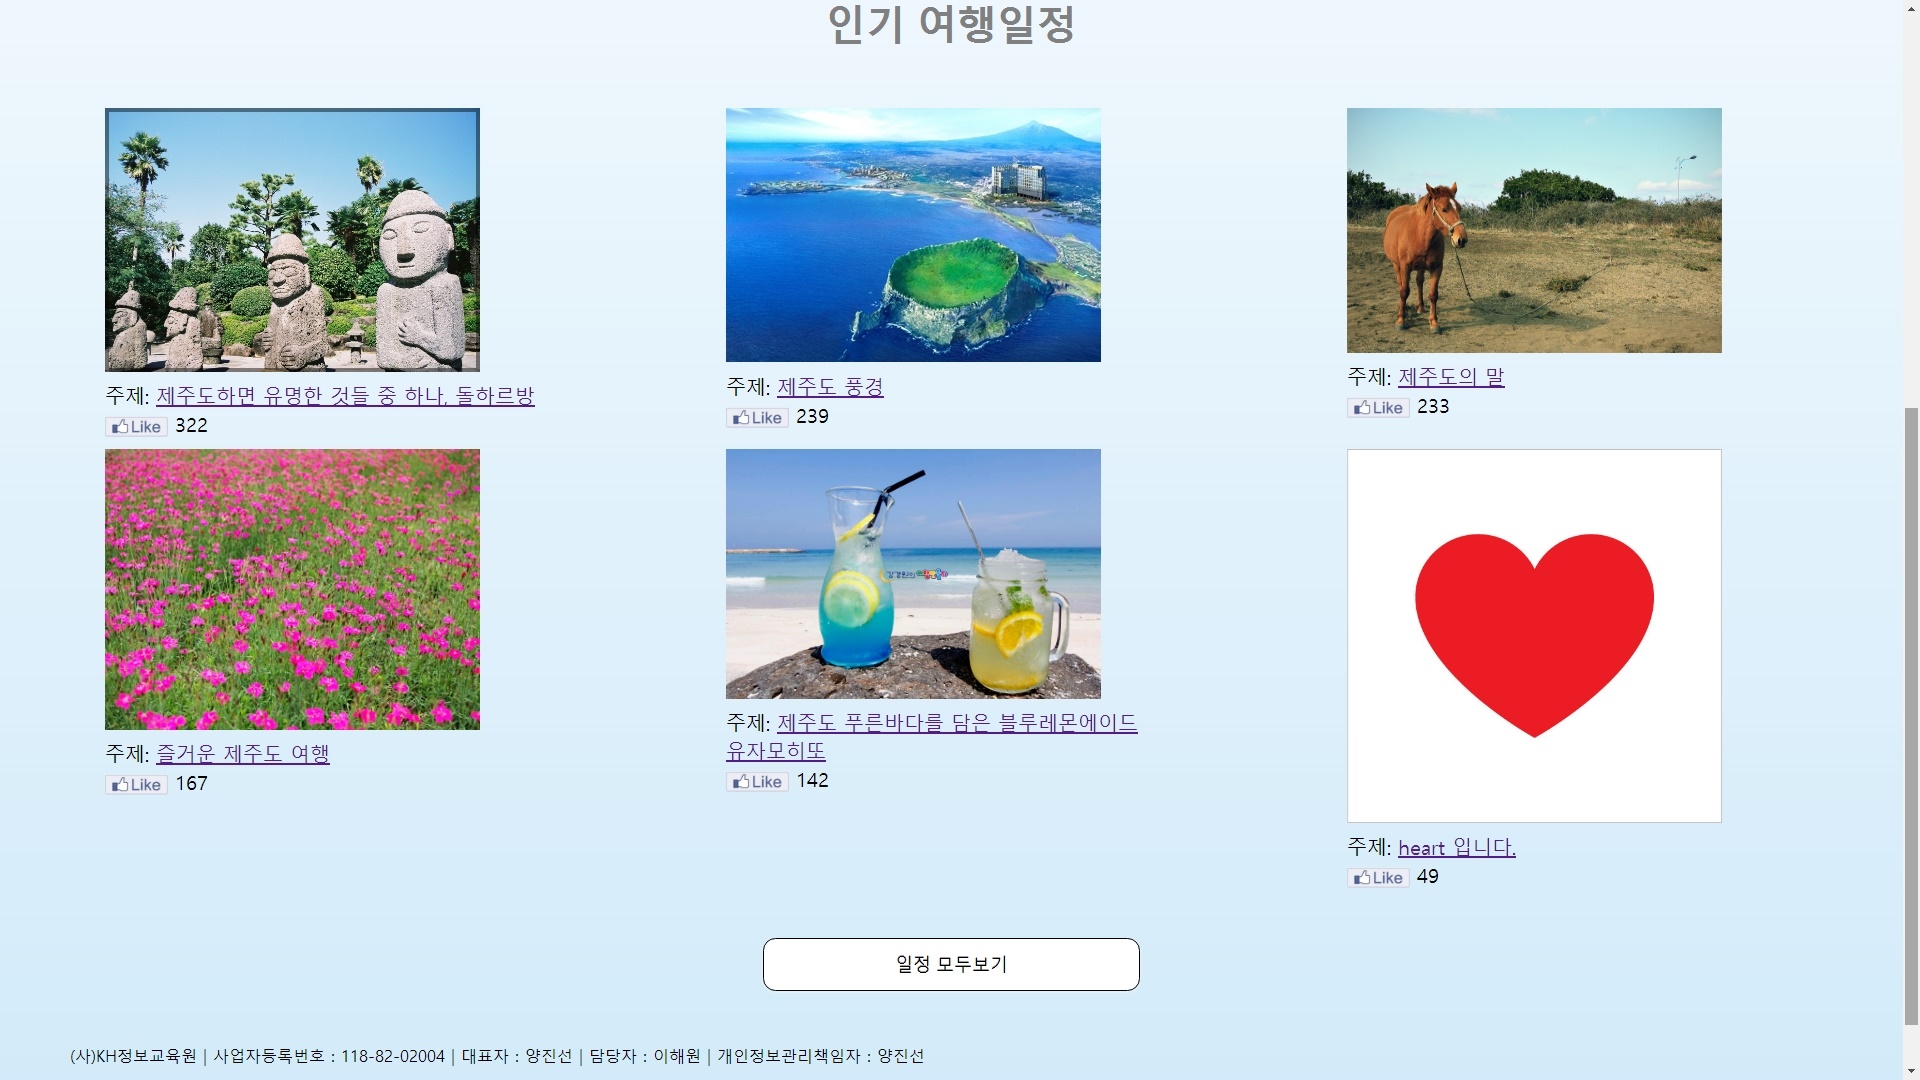 인기 여행일정
주제: 제주도하면 유명한 것들 중 하나, 돌하르방
Like 322
주제: 제주도 풍경
Like 239
주제: 제주도의 말
Like 233
주제: 즐거운 제주도 여행
Like 167
주제: 제주도 푸른바다를 담은 블루레몬에이드
유자모히또
Like 142
주제: heart 입니다.
Like 49
일정 모두보기
(사)KH정보교육원 | 사업자등록번호 : 118-82-02004 | 대표자 : 양진선 | 담당자 : 이해원 | 개인정보관리책임자 : 양진선